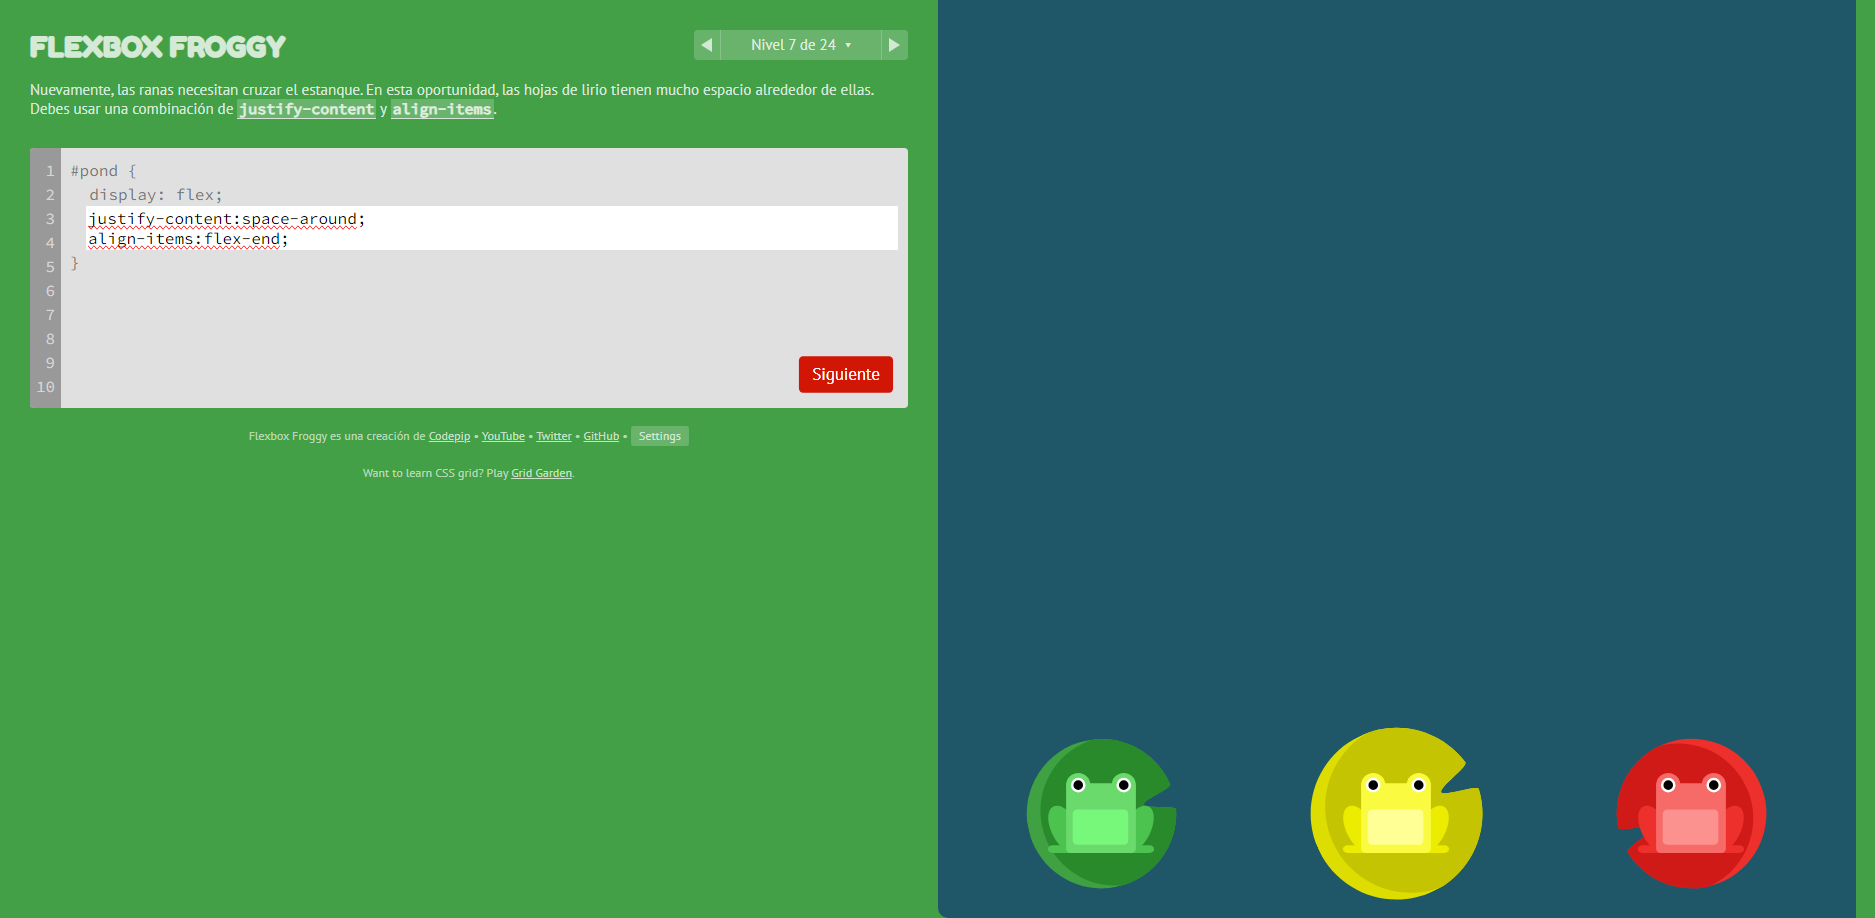 FLEXBOX FROGGY
◀ Nivel 7 de 24 ▾ ▶
Nuevamente, las ranas necesitan cruzar el estanque. En esta oportunidad, las hojas de lirio tienen mucho espacio alrededor de ellas.
Debes usar una combinación de justify-content y align-items.
1 #pond {
2 display: flex;
3 justify-content:space-around;
4 align-items:flex-end;
5 }
6
7
8
9
10
Siguiente
Flexbox Froggy es una creación de Codepip • YouTube • Twitter • GitHub • Settings
Want to learn CSS grid? Play Grid Garden.